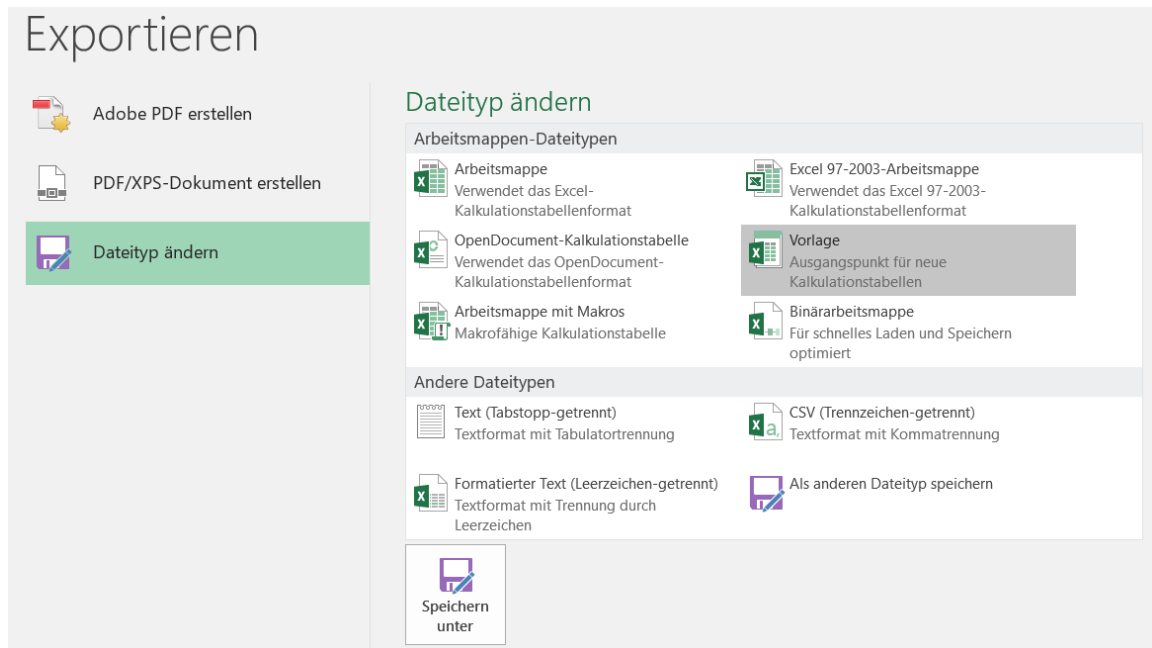 Exportieren
Adobe PDF erstellen
PDF/XPS-Dokument erstellen
Dateityp ändern
Dateityp ändern
Arbeitsmappen-Dateitypen
Arbeitsmappe
Verwendet das Excel-
Kalkulationstabellenformat
Excel 97-2003-Arbeitsmappe
Verwendet das Excel 97-2003-
Kalkulationstabellenformat
OpenDocument-Kalkulationstabelle
Verwendet das OpenDocument-
Kalkulationstabellenformat
Vorlage
Ausgangspunkt für neue
Kalkulationstabellen
Arbeitsmappe mit Makros
Makrofähige Kalkulationstabelle
Binärarbeitsmappe
Für schnelles Laden und Speichern
optimiert
Andere Dateitypen
Text (Tabstopp-getrennt)
Textformat mit Tabulatortrennung
CSV (Trennzeichen-getrennt)
Textformat mit Kommatrennung
Formatierter Text (Leerzeichen-getrennt)
Textformat mit Trennung durch
Leerzeichen
Als anderen Dateityp speichern
Speichern
unter